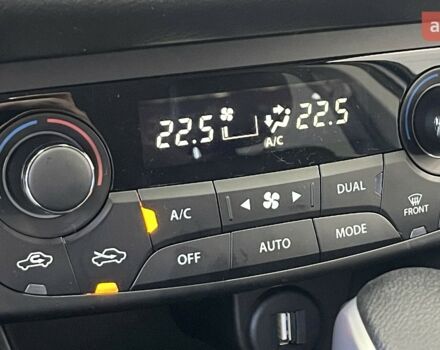 22.5 22.5
A/C
A/C
DUAL
FRONT
OFF AUTO MODE